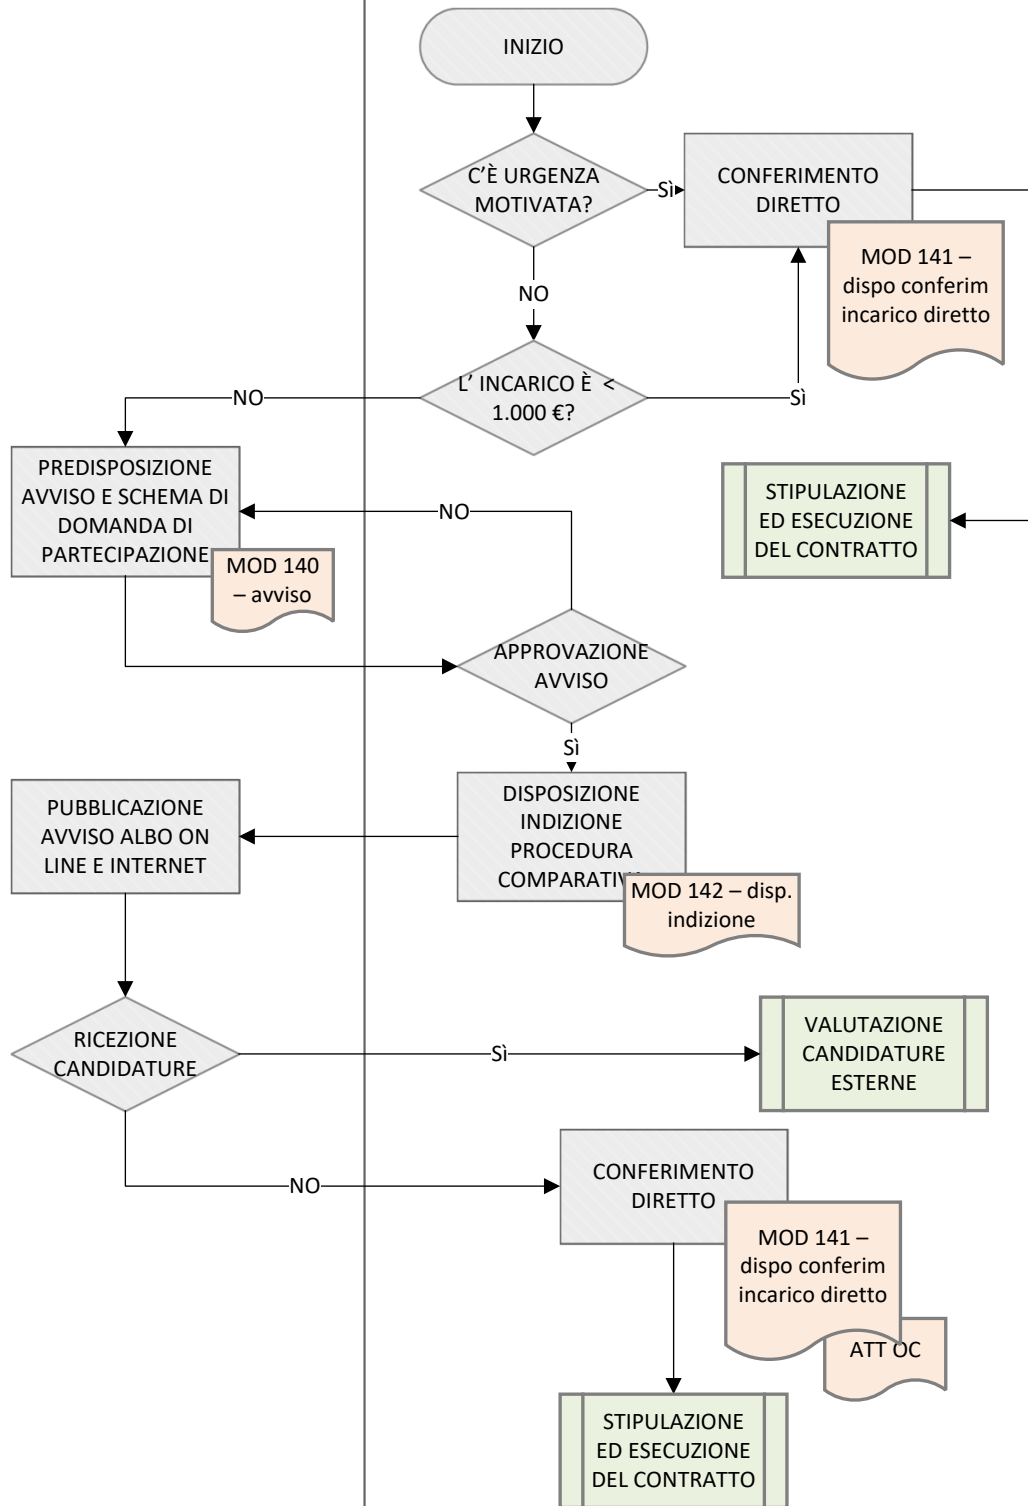 INIZIO
C'È URGENZA
MOTIVATA?
Sì
CONFERIMENTO
DIRETTO
MOD 141 –
dispo conferim
incarico diretto
NO
L' INCARICO È <
1.000 €?
NO
Sì
PREDISPOSIZIONE
AVVISO E SCHEMA DI
DOMANDA DI
PARTECIPAZIONE
MOD 140
– avviso
NO
STIPULAZIONE
ED ESECUZIONE
DEL CONTRATTO
APPROVAZIONE
AVVISO
Sì
PUBBLICAZIONE
AVVISO ALBO ON
LINE E INTERNET
DISPOSIZIONE
INDIZIONE
PROCEDURA
COMPARATIV
MOD 142 – disp.
indizione
RICEZIONE
CANDIDATURE
Sì
VALUTAZIONE
CANDIDATURE
ESTERNE
NO
CONFERIMENTO
DIRETTO
MOD 141 –
dispo conferim
incarico diretto
ATT OC
STIPULAZIONE
ED ESECUZIONE
DEL CONTRATTO